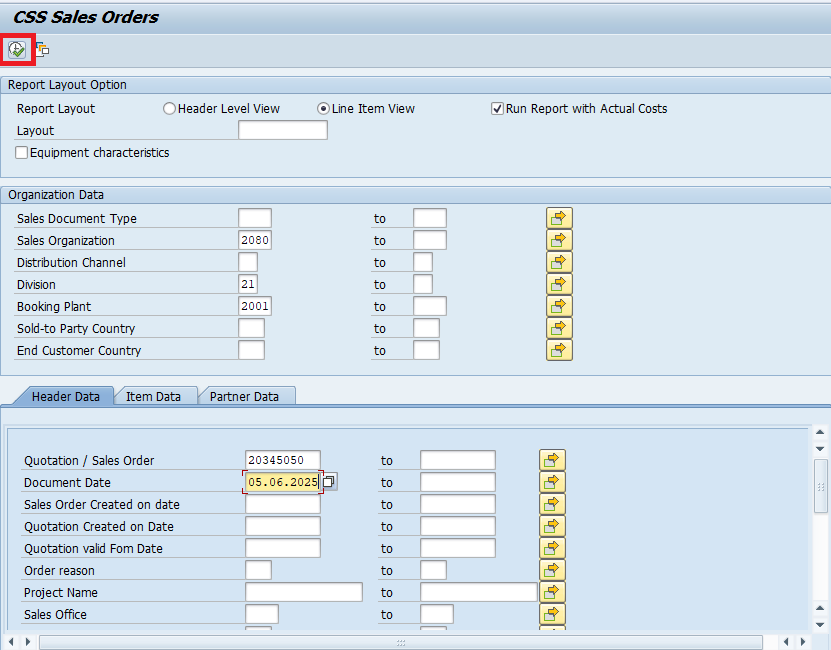 CSS Sales Orders
Report Layout Option
Report Layout Header Level View Line Item View Run Report with Actual Costs
Layout
Equipment characteristics
Organization Data
Sales Document Type to
Sales Organization 2080 to
Distribution Channel to
Division 21 to
Booking Plant 2001 to
Sold-to Party Country to
End Customer Country to
Header Data Item Data Partner Data
Quotation / Sales Order 20345050 to
Document Date 05.06.2025 to
Sales Order Created on date to
Quotation Created on Date to
Quotation valid Fom Date to
Order reason to
Project Name to
Sales Office to